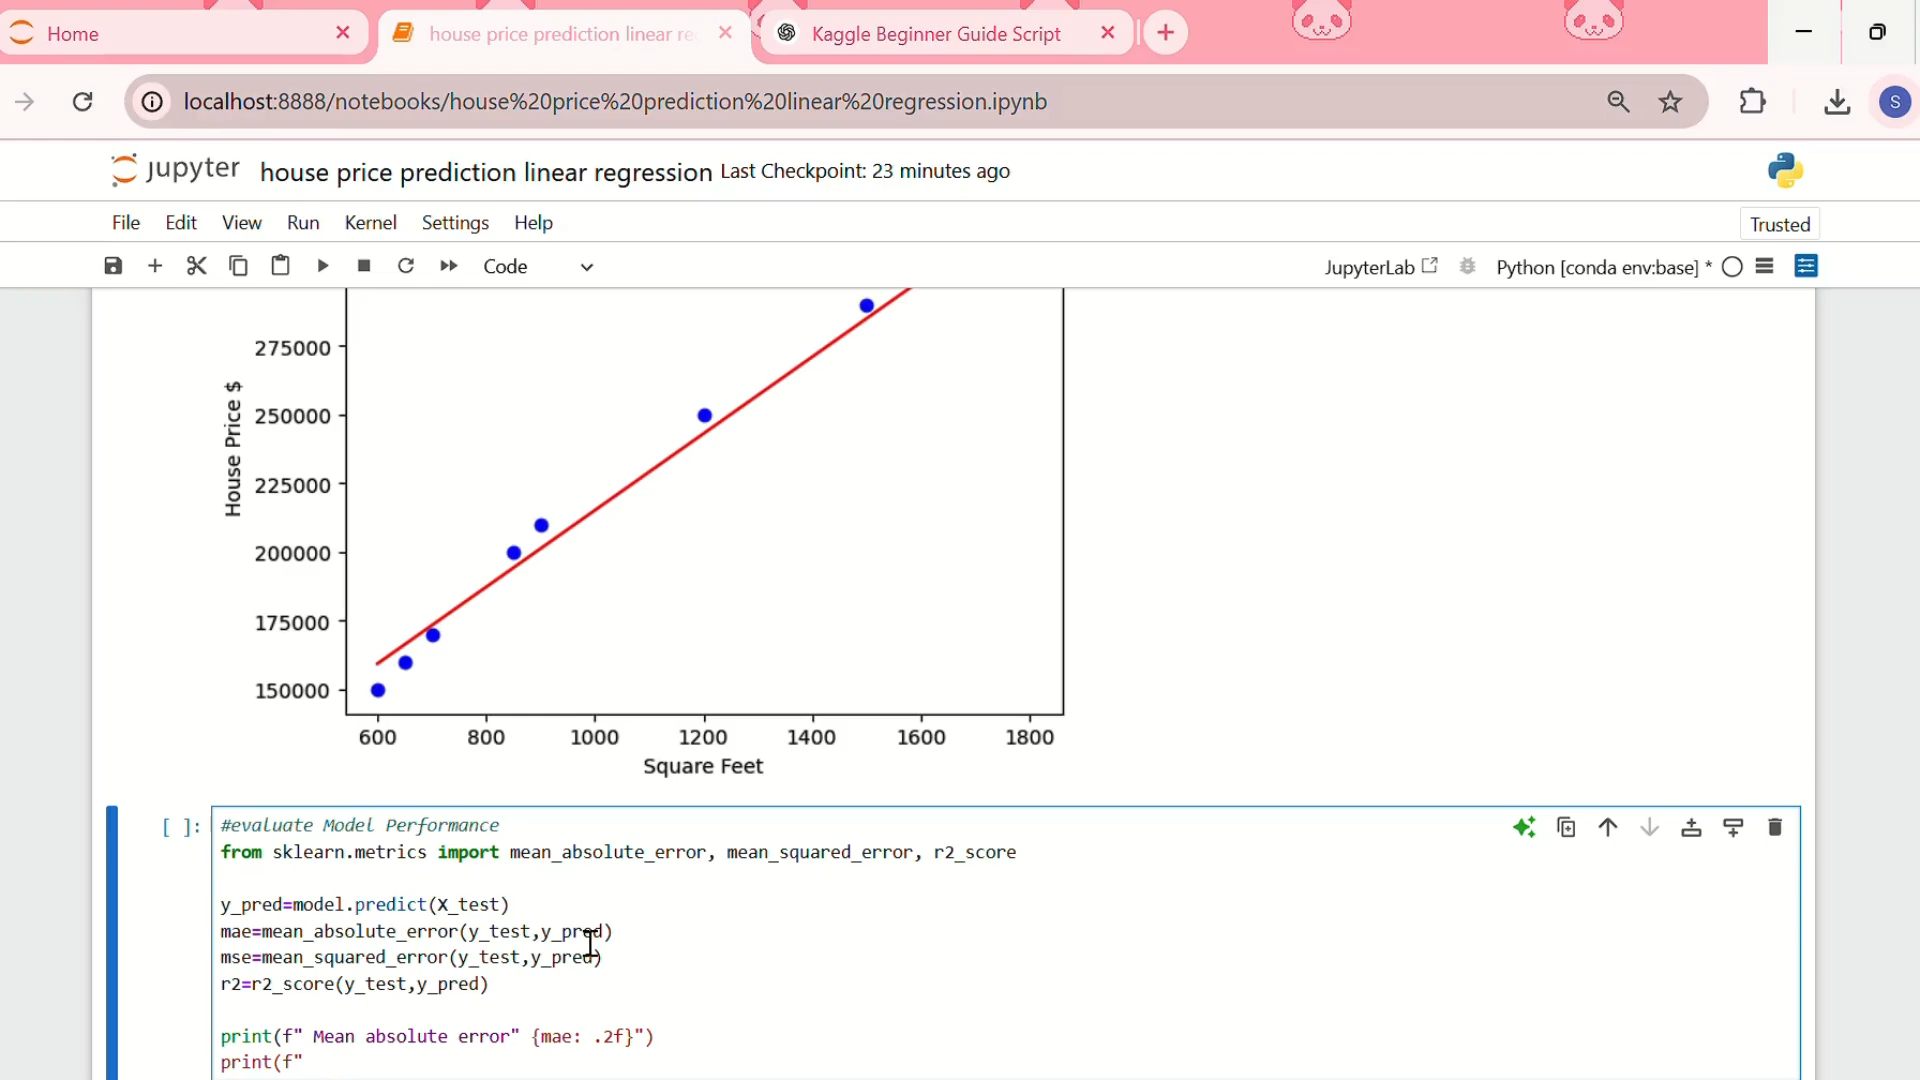 Home
house price prediction linear re
Kaggle Beginner Guide Script
localhost:8888/notebooks/house%20price%20prediction%20linear%20regression.ipynb
S
jupyter house price prediction linear regression Last Checkpoint: 23 minutes ago
File Edit View Run Kernel Settings Help
Trusted
Code
JupyterLab
Python [conda env:base] *
275000
250000
225000
200000
175000
150000
House Price $
600 800 1000 1200 1400 1600 1800
Square Feet
[ ]:
#evaluate Model Performance
from sklearn.metrics import mean_absolute_error, mean_squared_error, r2_score
y_pred=model.predict(X_test)
mae=mean_absolute_error(y_test,y_pred)
mse=mean_squared_error(y_test,y_pred)
r2=r2_score(y_test,y_pred)
print(f" Mean absolute error" {mae: .2f}")
print(f"